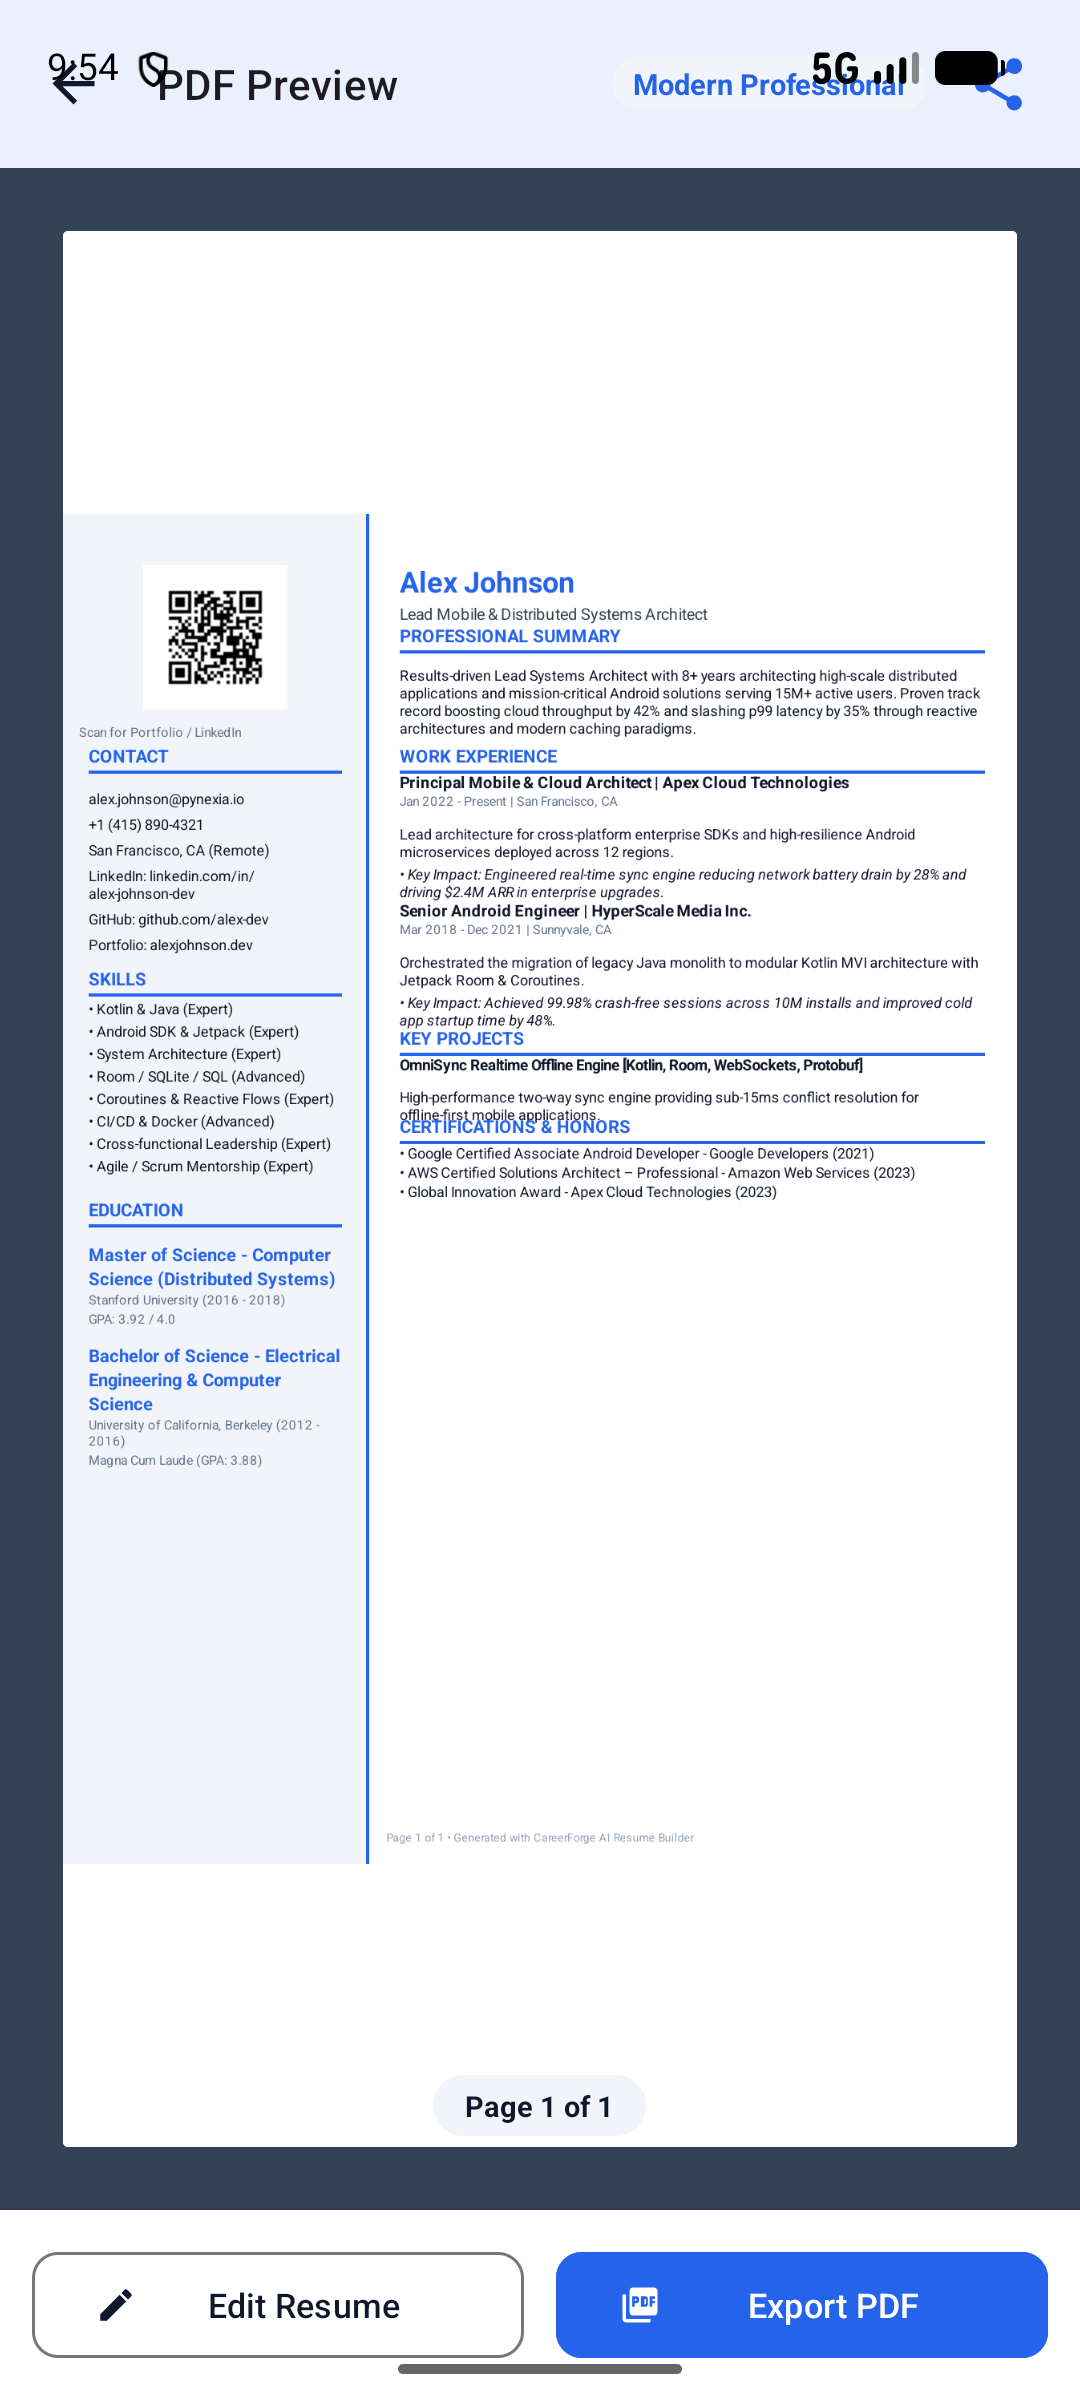 9:54
5G
PDF Preview
Modern Professional
Scan for Portfolio / LinkedIn
CONTACT
alex.johnson@pynexia.io
+1 (415) 890-4321
San Francisco, CA (Remote)
LinkedIn: linkedin.com/in/
alex-johnson-dev
GitHub: github.com/alex-dev
Portfolio: alexjohnson.dev
SKILLS
• Kotlin & Java (Expert)
• Android SDK & Jetpack (Expert)
• System Architecture (Expert)
• Room / SQLite / SQL (Advanced)
• Coroutines & Reactive Flows (Expert)
• CI/CD & Docker (Advanced)
• Cross-functional Leadership (Expert)
• Agile / Scrum Mentorship (Expert)
EDUCATION
Master of Science - Computer
Science (Distributed Systems)
Stanford University (2016 - 2018)
GPA: 3.92 / 4.0
Bachelor of Science - Electrical
Engineering & Computer
Science
University of California, Berkeley (2012 -
2016)
Magna Cum Laude (GPA: 3.88)
Alex Johnson
Lead Mobile & Distributed Systems Architect
PROFESSIONAL SUMMARY
Results-driven Lead Systems Architect with 8+ years architecting high-scale distributed
applications and mission-critical Android solutions serving 15M+ active users. Proven track
record boosting cloud throughput by 42% and slashing p99 latency by 35% through reactive
architectures and modern caching paradigms.
WORK EXPERIENCE
Principal Mobile & Cloud Architect | Apex Cloud Technologies
Jan 2022 - Present | San Francisco, CA
Lead architecture for cross-platform enterprise SDKs and high-resilience Android
microservices deployed across 12 regions.
• Key Impact: Engineered real-time sync engine reducing network battery drain by 28% and
driving $2.4M ARR in enterprise upgrades.
Senior Android Engineer | HyperScale Media Inc.
Mar 2018 - Dec 2021 | Sunnyvale, CA
Orchestrated the migration of legacy Java monolith to modular Kotlin MVI architecture with
Jetpack Room & Coroutines.
• Key Impact: Achieved 99.98% crash-free sessions across 10M installs and improved cold
app startup time by 48%.
KEY PROJECTS
OmniSync Realtime Offline Engine [Kotlin, Room, WebSockets, Protobuf]
High-performance two-way sync engine providing sub-15ms conflict resolution for
offline-first mobile applications.
CERTIFICATIONS & HONORS
• Google Certified Associate Android Developer - Google Developers (2021)
• AWS Certified Solutions Architect – Professional - Amazon Web Services (2023)
• Global Innovation Award - Apex Cloud Technologies (2023)
Page 1 of 1 • Generated with CareerForge AI Resume Builder
Page 1 of 1
Edit Resume
PDF
Export PDF